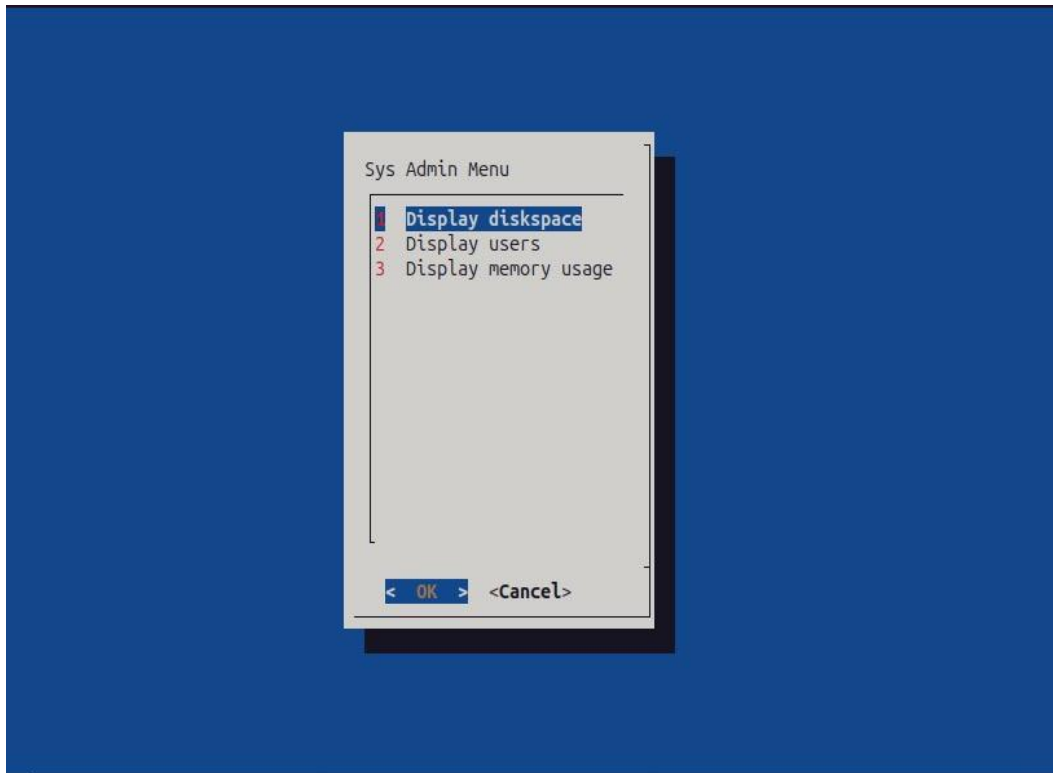 Sys Admin Menu
1 Display diskspace
2 Display users
3 Display memory usage
< OK > <Cancel>